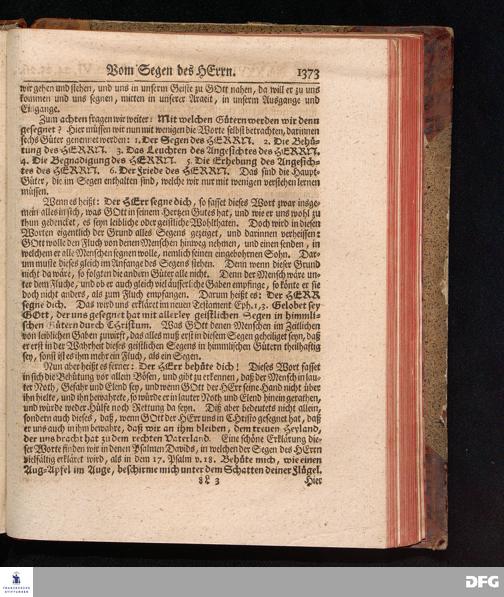 Vom Segen des HErrn. 1373
wir gehen und stehen, und uns in unserm Geiste zu GOtt nahen, da will er zu uns
kommen und uns segnen, mitten in unserer Arbeit, in unserm Ausgange und
Eingange.
Zum achten fragen wir weiter: Mit welchen Gütern werden wir denn
gesegnet? Hier müssen wir nun mit wenigen die Worte selbst betrachten, darinnen
sechs Güter genennet werden: 1. Der Segen des HERRN. 2. Die Behü-
tung des HERRN. 3. Das Leuchten des Angesichtes des HERRN.
4. Die Begnadigung des HERRN. 5. Die Erhebung des Angesich-
tes des HERRN. 6. Der Friede des HERRN. Das sind die Haupt-
Güter, die im Segen enthalten sind, welche wir nur mit wenigen verstehen lernen
müssen.
Wenn es heißt: Der HErr segne dich, so fasset dieses Wort zwar insge-
mein alles in sich, was GOtt in seinem Hertzen Gutes hat, und wie er uns wohl zu
thun gedencket, es seyn leibliche oder geistliche Wohlthaten. Doch wird in diesen
Worten eigentlich der Grund alles Segens gezeiget, und darinnen verheissen:
GOtt wolle den Fluch von denen Menschen hinweg nehmen, und einen senden, in
welchem er alle Menschen segnen wolle, nemlich seinen eingebohrnen Sohn. Dar-
um muste dieses gleich im Anfange des Segens stehen. Denn wenn dieser Grund
nicht da wäre, so folgten die andern Güter alle nicht. Denn der Mensch wäre un-
ter dem Fluche, und ob er auch gleich viel äusserliche Gaben empfinge, so könte er sie
doch nicht anders, als zum Fluch empfangen. Darum heißt es: Der HERR
segne dich. Das wird uns erkläret im neuen Testament Eph. 1, 3. Gelobet sey
GOtt, der uns gesegnet hat mit allerley geistlichen Segen in himmli-
schen Gütern durch Christum. Was GOtt denen Menschen im Zeitlichen
von leiblichen Gaben zuwirft, das alles muß erst in diesem Segen geheiliget seyn, daß
er erst in der Wahrheit dieses geistlichen Segens in himmlischen Gütern theilhaftig
sey, sonst ist es ihm mehr ein Fluch, als ein Segen.
Nun aber heißt es ferner: Der HErr behüte dich! Dieses Wort fasset
in sich die Behütung vor allem Bösen, und gibt zu erkennen, daß der Mensch in lau-
ter Noth, Gefahr und Elend sey, und wenn GOtt der HErr seine Hand nicht über
ihn hielte, und ihn bewahrete, so würde er in lauter Noth und Elend hinein gerathen,
und würde weder Hülfe noch Rettung da seyn. Diß aber bedeutets nicht allein,
sondern auch dieses, daß, wenn GOtt der HErr uns in CHristo gesegnet hat, daß
er uns auch in ihm bewahre, daß wir an ihm bleiben, dem treuen Heyland,
der uns bracht hat zu dem rechten Vaterland. Eine schöne Erklärung die-
ser Worte finden wir in denen Psalmen Davids, in welchen der Segen des HErrn
vielfältig erkläret wird, als in dem 17. Psalm v. 18. Behüte mich, wie einen
Aug-Apfel im Auge, beschirme mich unter dem Schatten deiner Flügel.
8 L 3 Hier
FRANCKESCHE
STIFTUNGEN
DFG